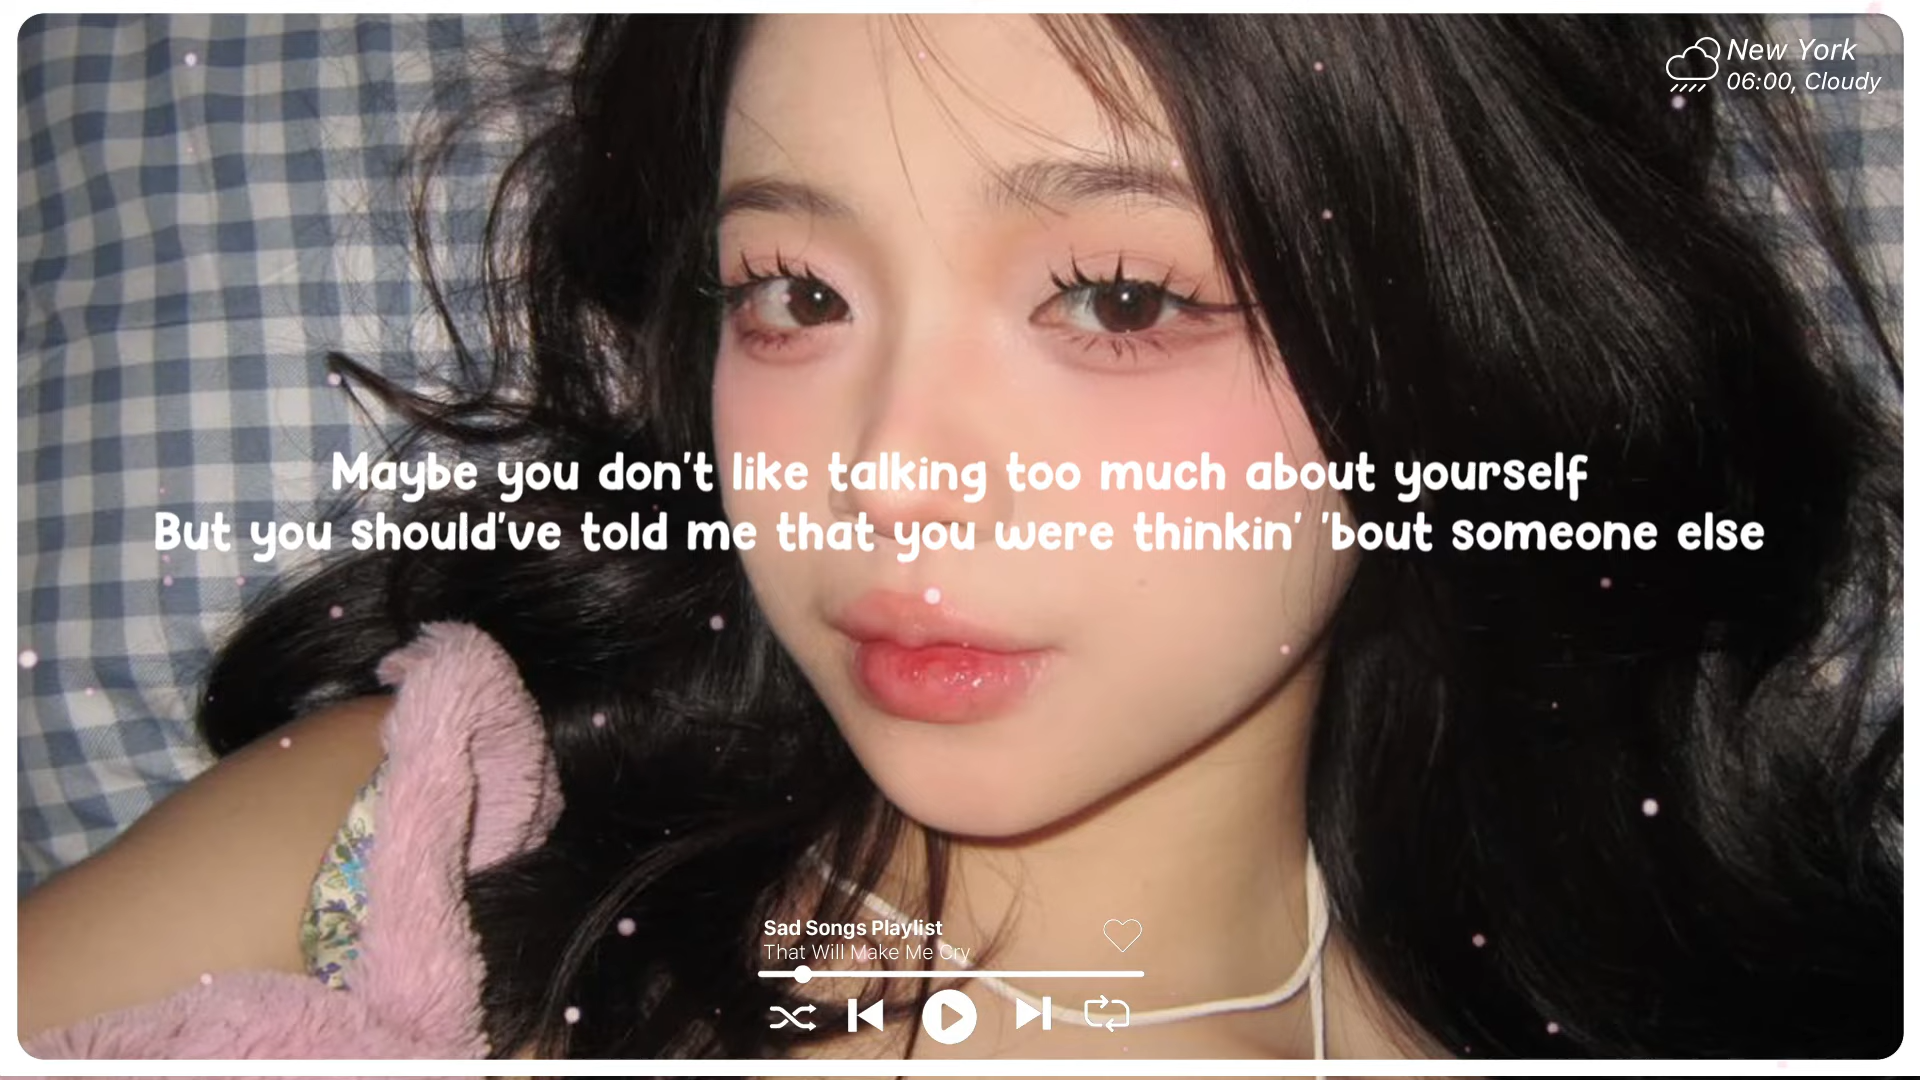 New York
06:00, Cloudy
Maybe you don't like talking too much about yourself
But you should've told me that you were thinkin' 'bout someone else
Sad Songs Playlist
That Will Make Me Cry